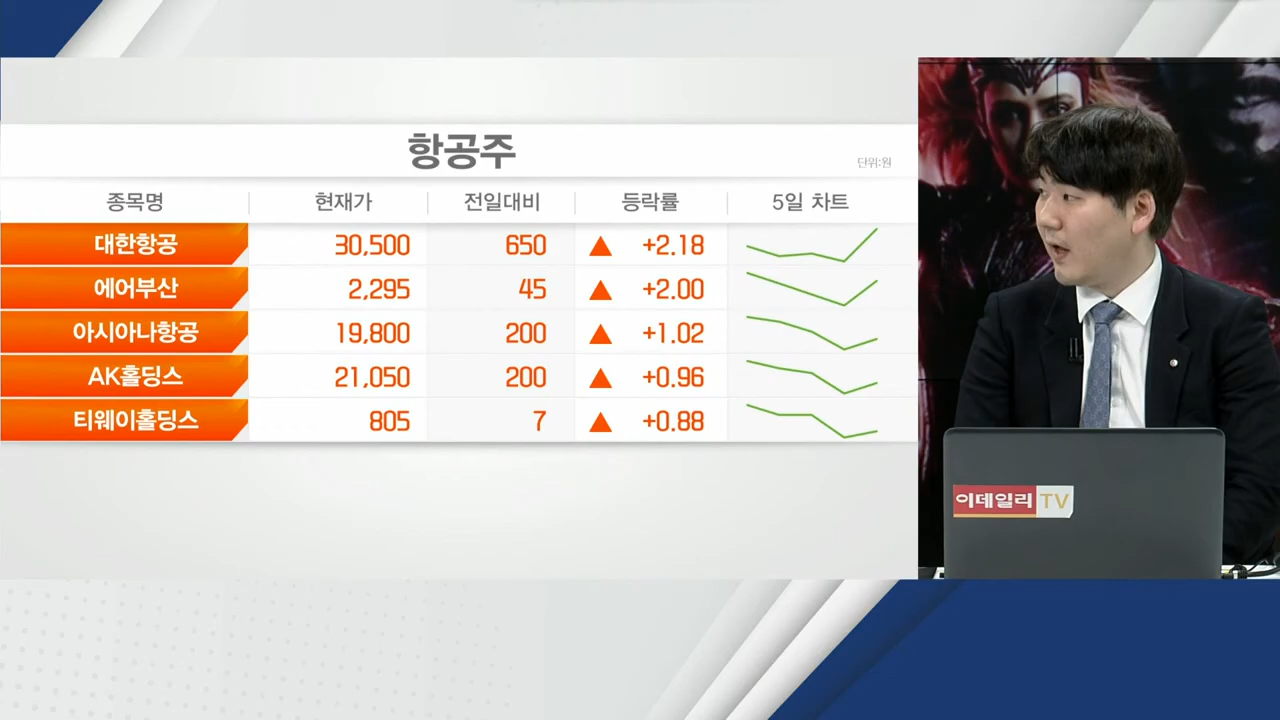 항공주
단위:원
종목명 현재가 전일대비 등락률 5일 차트
대한항공 30,500 650 ▲ +2.18
에어부산 2,295 45 ▲ +2.00
아시아나항공 19,800 200 ▲ +1.02
AK홀딩스 21,050 200 ▲ +0.96
티웨이홀딩스 805 7 ▲ +0.88
이데일리 TV